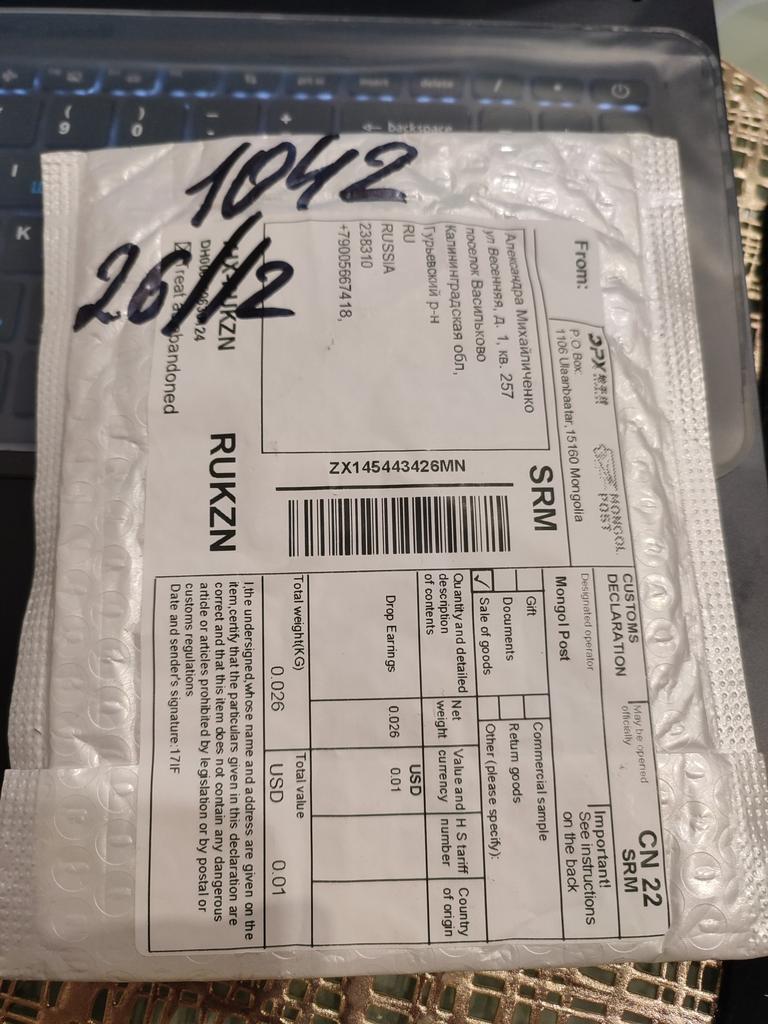 1042
26/12
From:
DPX
P O Box:
1106 Ulaanbaatar, 15160 Mongolia
MONGOL
POST
Александра Михайличенко
ул Весенняя, д. 1, кв. 257
поселок Васильково
Калининградская обл,
Гурьевский р-н
RU
RUSSIA
238310
+79005667418,
SRM
ZX145443426MN
RUKZN
Treat
abandoned
RUKZN
CUSTOMS
DECLARATION
May be opened
officially
CN 22
SRM
Designated operator
Mongol Post
Important!
See instructions
on the back
Gift
Commercial sample
Documents
Return goods
✓ Sale of goods
Other (please specify):
Quantity and detailed
description
of contents
Net
weight
Value and
currency
H S tariff
number
Country
of origin
USD
Drop Earrings
0.026
0.01
Total weight(KG)
Total value
0.026
USD
0.01
I,the undersigned,whose name and address are given on the
item,certify that the particulars given in this declaration are
correct and that this item does not contain any dangerous
article or articles prohibited by legislation or by postal or
customs regulations
Date and sender's signature:17IF
K
I
(
9
)
0
-
+
backspace
delete